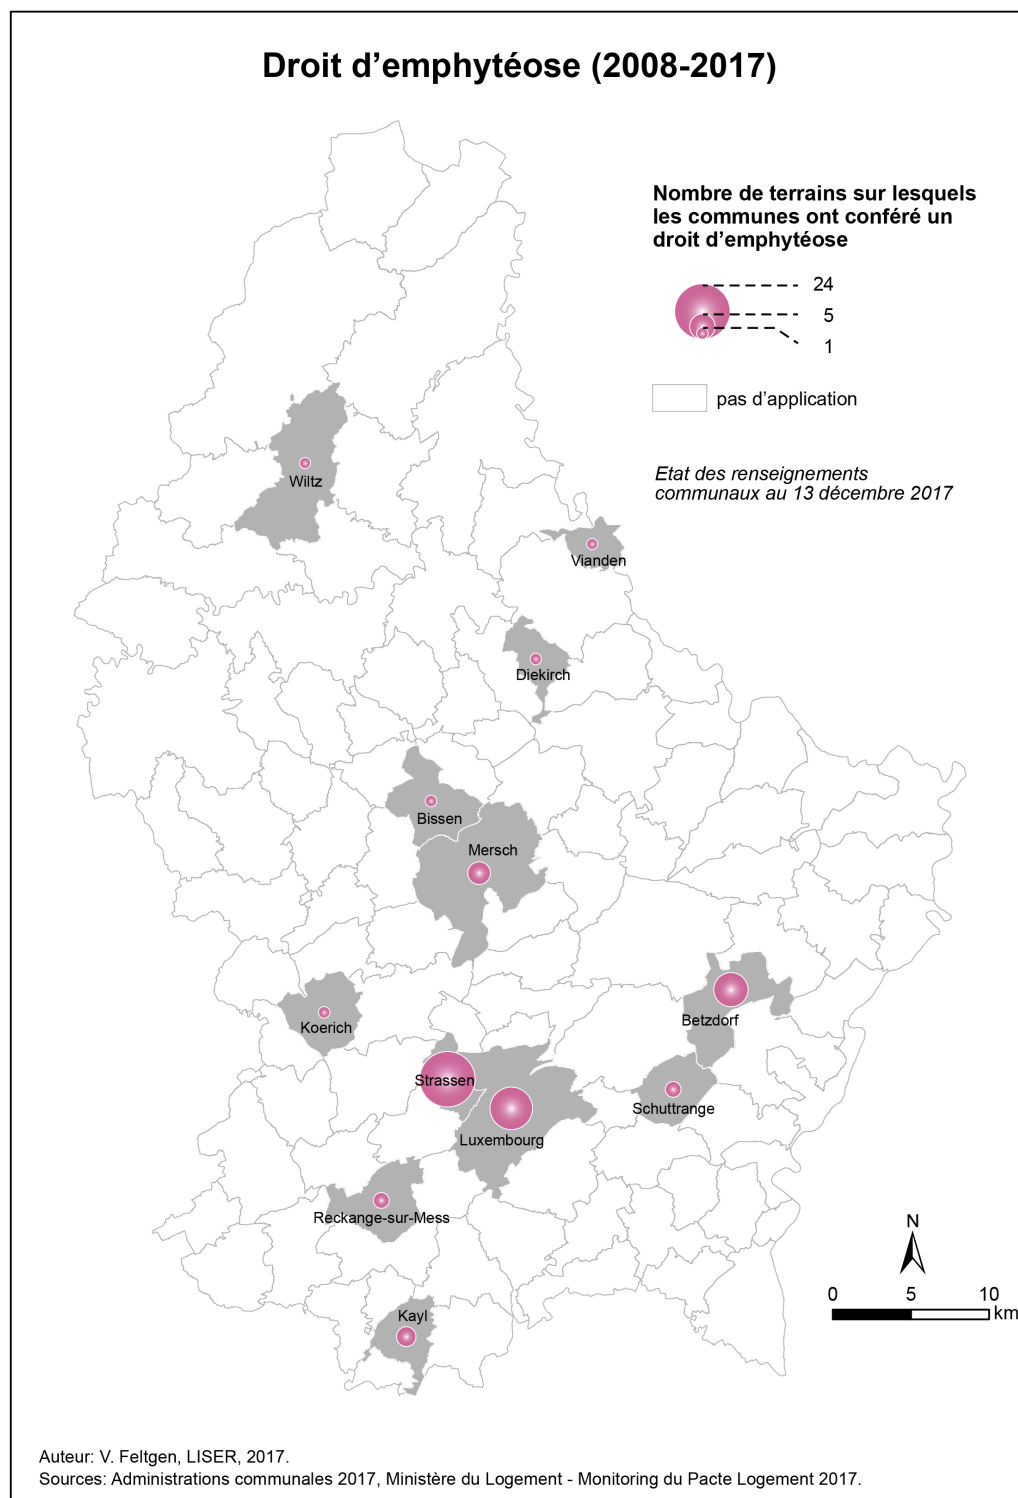 Droit d’emphytéose (2008-2017)
Nombre de terrains sur lesquels
les communes ont conféré un
droit d’emphytéose
24
5
1
pas d’application
Etat des renseignements
communaux au 13 décembre 2017
Wiltz
Vianden
Diekirch
Bissen
Mersch
Koerich
Betzdorf
Strassen
Schuttrange
Luxembourg
Reckange-sur-Mess
Kayl
N
0 5 10
km
Auteur: V. Feltgen, LISER, 2017.
Sources: Administrations communales 2017, Ministère du Logement - Monitoring du Pacte Logement 2017.